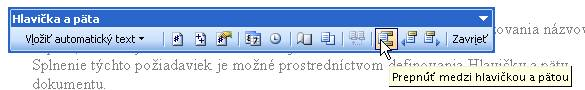 Hlavička a päta
Vložiť automatický text
Zavrieť
ovania názvov
Splnenie týchto požiadaviek je možné prostredníctvom definovania Hlavičky a päty
Prepnúť medzi hlavičkou a pätou
dokumentu.